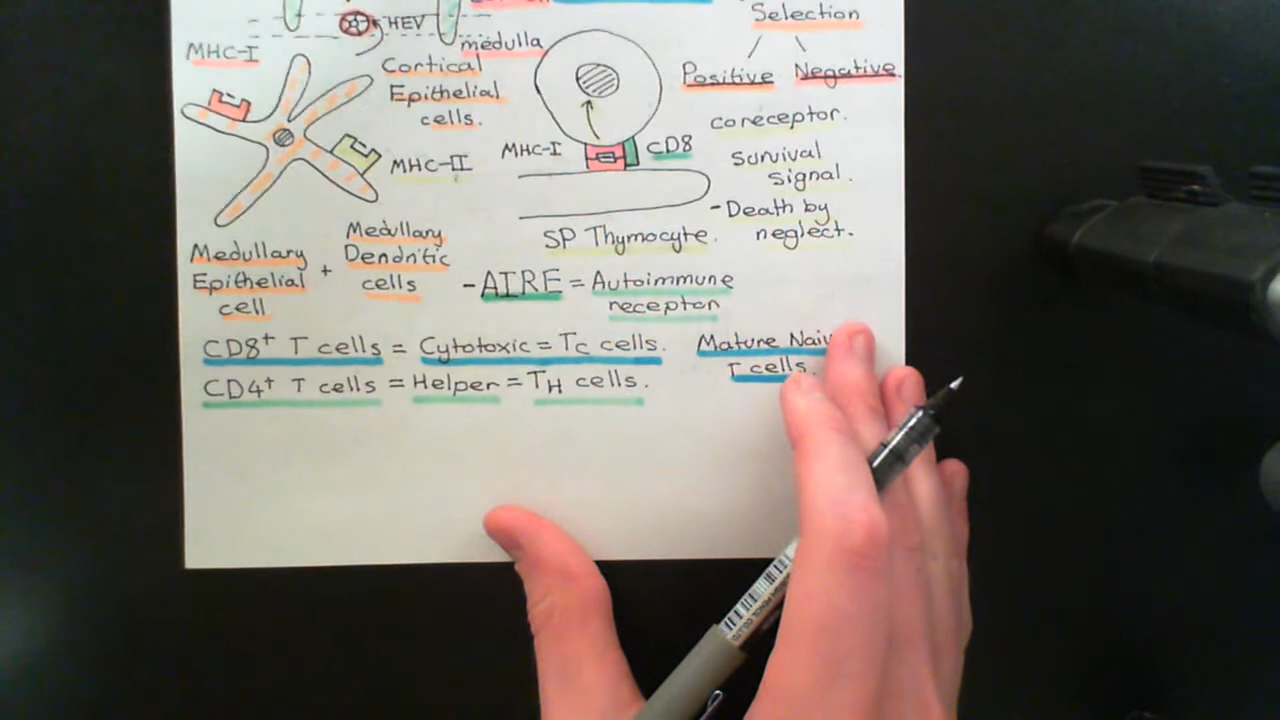 HEV
medulla
MHC-I
Cortical
Epithelial
cells.
MHC-II
MHC-I
CD8
Selection
Positive Negative
coreceptor.
survival
signal.
- Death by
neglect.
SP Thymocyte.
Medullary
Epithelial
cell
+
Medullary
Dendritic
cells
- AIRE = Autoimmune
receptor
CD8+ T cells = Cytotoxic = Tc cells.
CD4+ T cells = Helper = TH cells.
Mature Naiv
T cells.